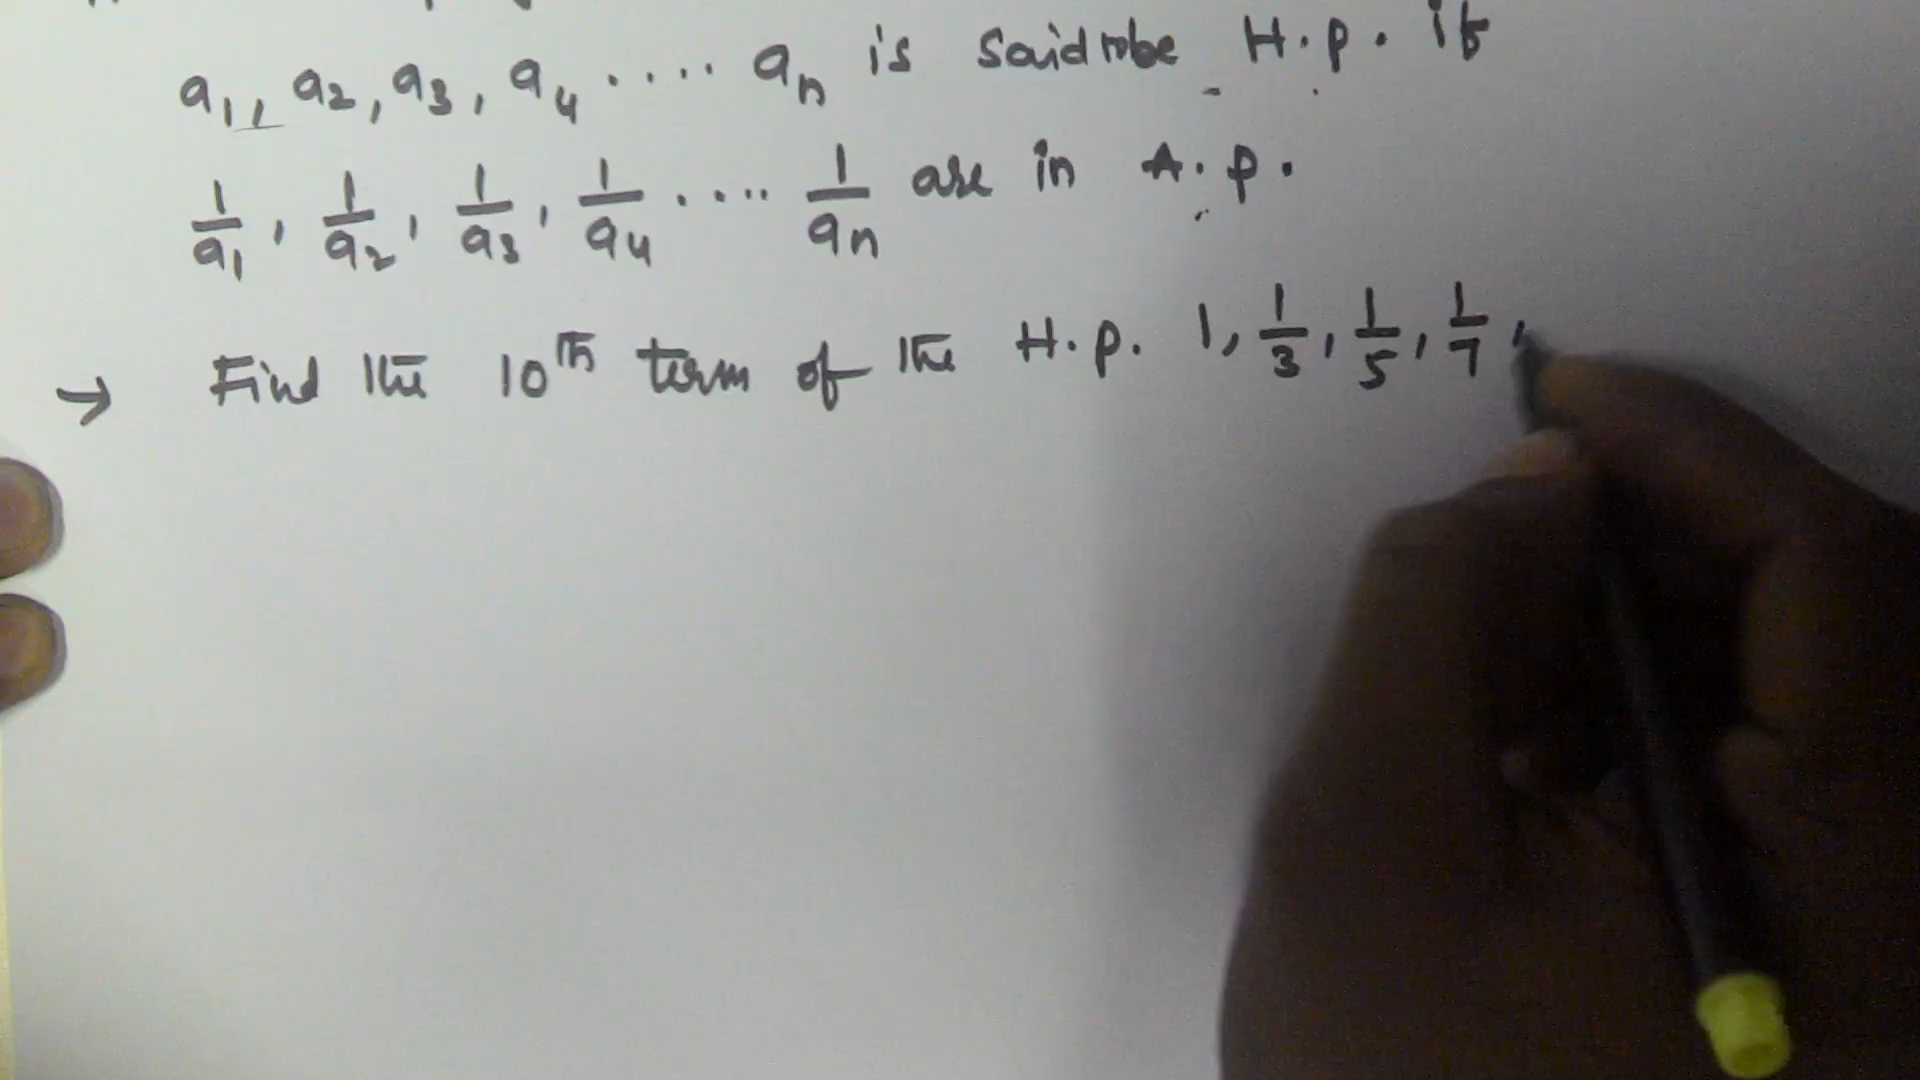 a₁, a₂, a₃, a₄ ..... aₙ is said to be H.p. if
1/a₁, 1/a₂, 1/a₃, 1/a₄ ..... 1/aₙ are in A.p.
→ Find the 10th term of the H.p. 1, 1/3, 1/5, 1/7,